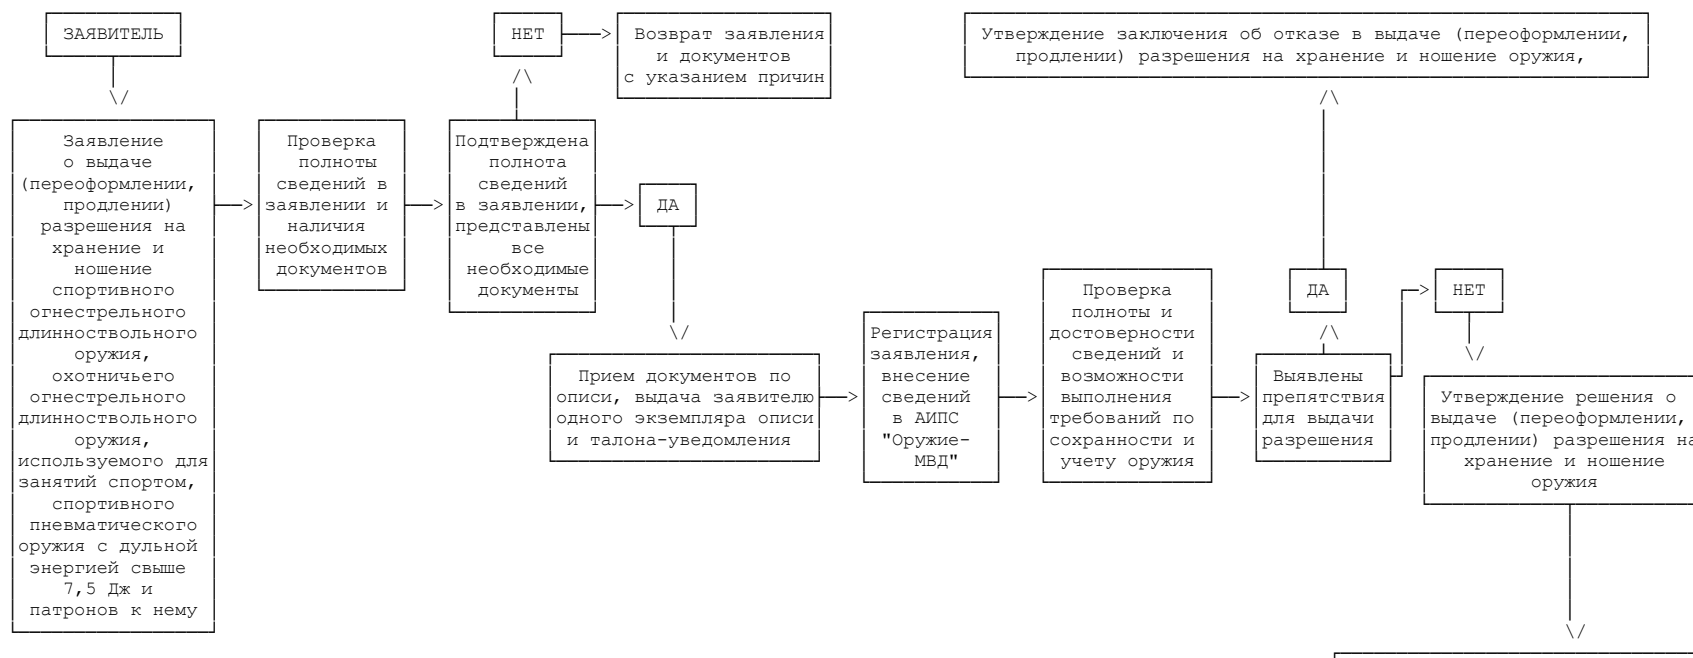 ЗАЯВИТЕЛЬ
НЕТ
Возврат заявления
и документов
с указанием причин
Утверждение заключения об отказе в выдаче (переоформлении,
продлении) разрешения на хранение и ношение оружия,
Заявление
о выдаче
(переоформлении,
продлении)
разрешения на
хранение и
ношение
спортивного
огнестрельного
длинноствольного
оружия,
охотничьего
огнестрельного
длинноствольного
оружия,
используемого для
занятий спортом,
спортивного
пневматического
оружия с дульной
энергией свыше
7,5 Дж и
патронов к нему
Проверка
полноты
сведений в
заявлении и
наличия
необходимых
документов
Подтверждена
полнота
сведений
в заявлении,
представлены
все
необходимые
документы
ДА
Прием документов по
описи, выдача заявителю
одного экземпляра описи
и талона-уведомления
Регистрация
заявления,
внесение
сведений
в АИПС
"Оружие-
МВД"
Проверка
полноты и
достоверности
сведений и
возможности
выполнения
требований по
сохранности и
учету оружия
ДА
Выявлены
препятствия
для выдачи
разрешения
НЕТ
Утверждение решения о
выдаче (переоформлении,
продлении) разрешения на
хранение и ношение
оружия